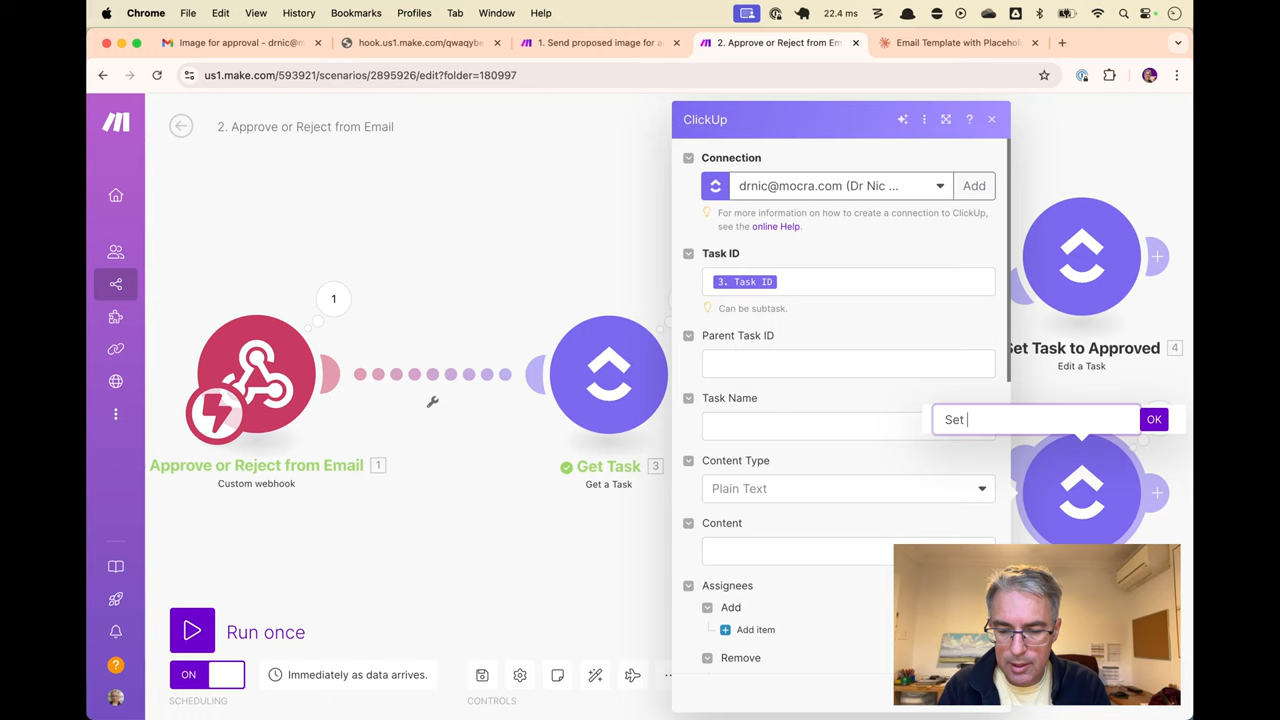 Chrome File Edit View History Bookmarks Profiles Tab Window Help 22.4 ms
Image for approval - drnic@m
hook.us1.make.com/qwaqybe
1. Send proposed image for a
2. Approve or Reject from Em
Email Template with Placehol
us1.make.com/593921/scenarios/2895926/edit?folder=180997
2. Approve or Reject from Email
ClickUp
Connection
drnic@mocra.com (Dr Nic ...
Add
For more information on how to create a connection to ClickUp,
see the online Help.
Task ID
3. Task ID
Can be subtask.
Parent Task ID
Task Name
Content Type
Plain Text
Content
Assignees
Add
Add item
Remove
1
Approve or Reject from Email 1
Custom webhook
Get Task 3
Get a Task
Set Task to Approved 4
Edit a Task
Set
OK
Run once
ON
Immediately as data arrives.
SCHEDULING
CONTROLS